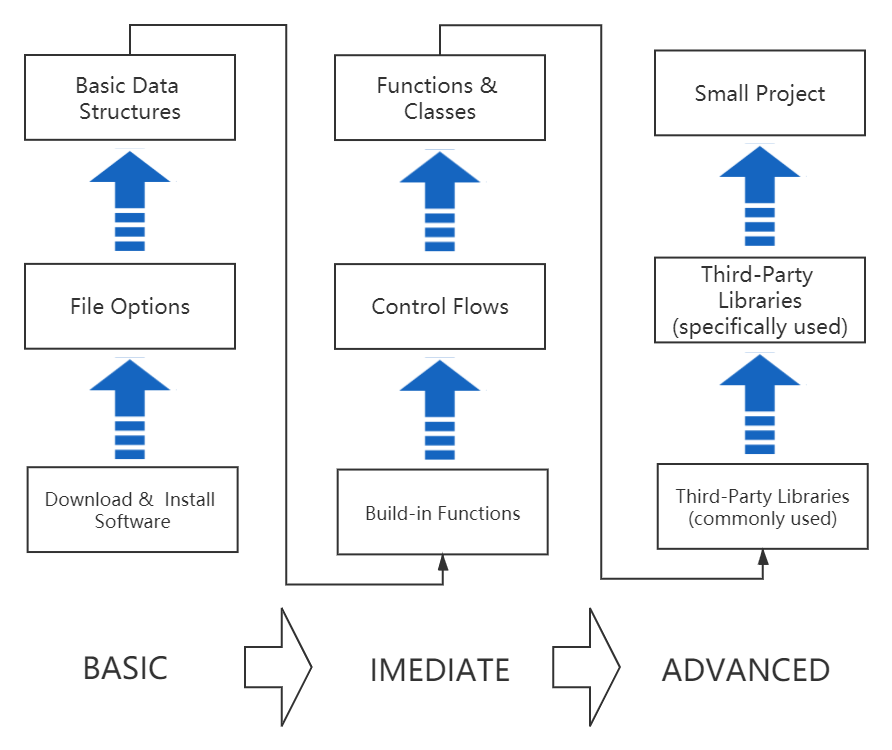 Basic Data
Structures
Functions &
Classes
Small Project
File Options
Control Flows
Third-Party
Libraries
(specifically used)
Download & Install
Software
Build-in Functions
Third-Party Libraries
(commonly used)
BASIC
IMEDIATE
ADVANCED